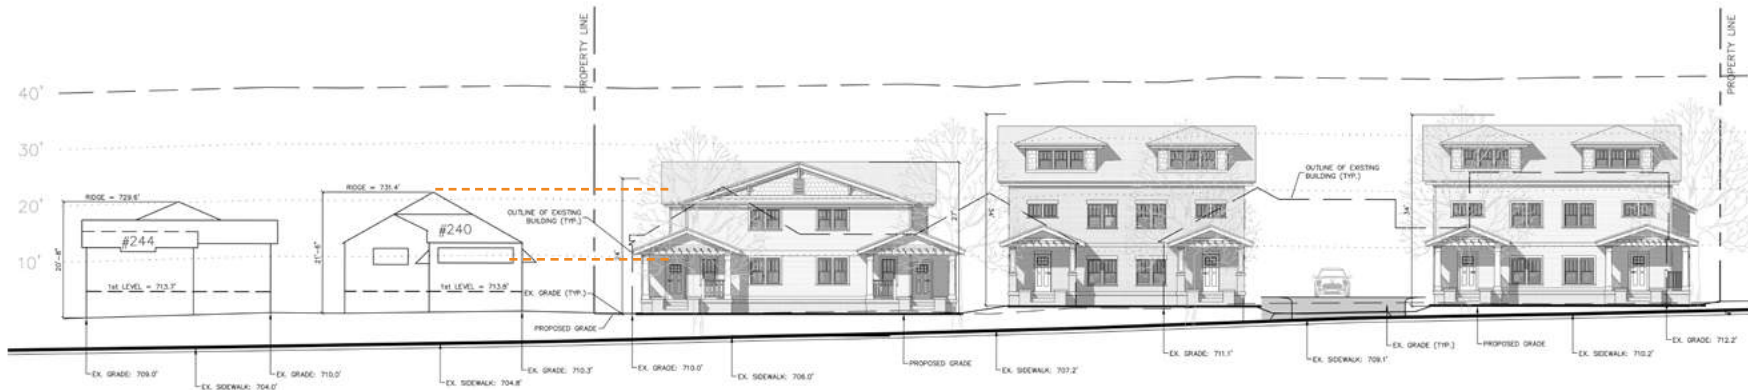 PROPERTY LINE
PROPERTY LINE
40'
30'
20'
10'
RIDGE = 729.6'
#244
20'-8"
1st LEVEL = 713.7'
RIDGE = 731.4'
#240
21'-6"
1st LEVEL = 713.8'
OUTLINE OF EXISTING
BUILDING (TYP.)
EX. GRADE (TYP.)
PROPOSED GRADE
27'
34'
OUTLINE OF EXISTING
BUILDING (TYP.)
34'
EX. GRADE: 709.0'
EX. SIDEWALK: 704.0'
EX. GRADE: 710.0'
EX. SIDEWALK: 704.8'
EX. GRADE: 710.3'
EX. GRADE: 710.0'
EX. SIDEWALK: 706.0'
PROPOSED GRADE
EX. SIDEWALK: 707.2'
EX. GRADE: 711.1'
EX. SIDEWALK: 709.1'
EX. GRADE (TYP.)
PROPOSED GRADE
EX. SIDEWALK: 710.2'
EX. GRADE: 712.2'